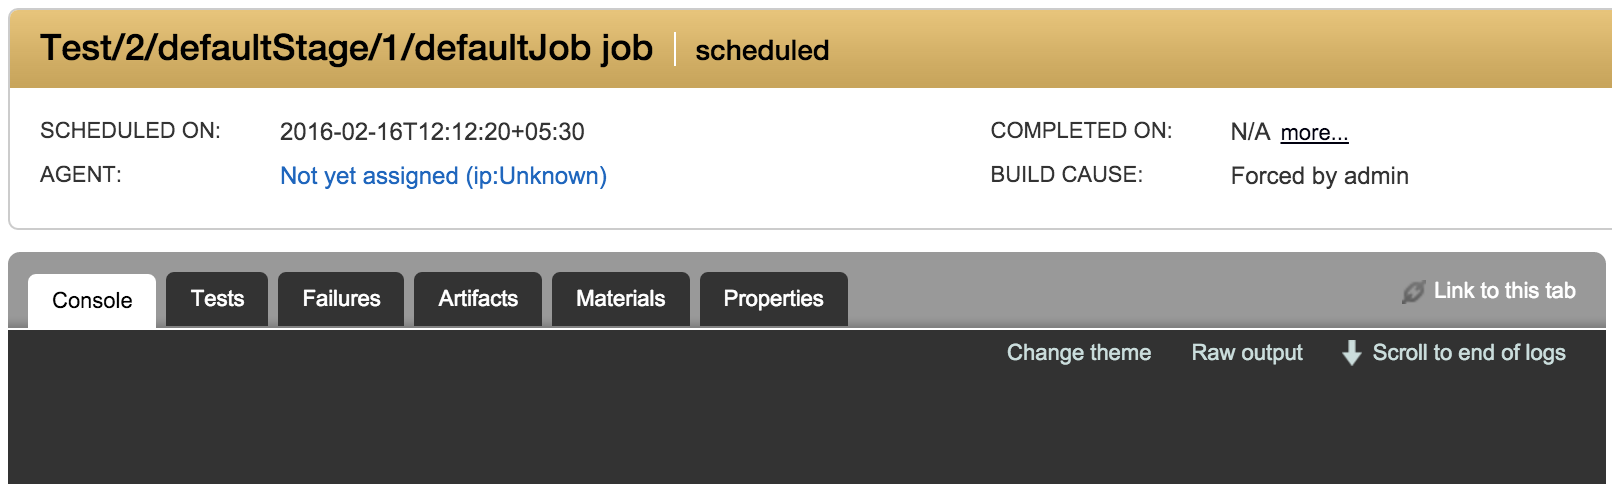 Test/2/defaultStage/1/defaultJob job scheduled
SCHEDULED ON: 2016-02-16T12:12:20+05:30 COMPLETED ON: N/A more...
AGENT: Not yet assigned (ip:Unknown) BUILD CAUSE: Forced by admin
Console Tests Failures Artifacts Materials Properties Link to this tab
Change theme Raw output Scroll to end of logs